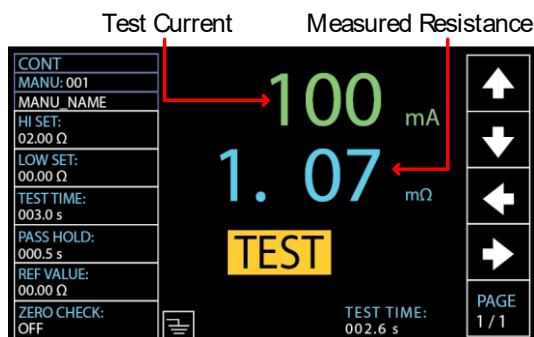 Test Current
Measured Resistance
CONT
MANU: 001
MANU_NAME
HI SET:
02.00 Ω
LOW SET:
00.00 Ω
TEST TIME:
003.0 s
PASS HOLD:
000.5 s
REF VALUE:
00.00 Ω
ZERO CHECK:
OFF
100 mA
1. 07 mΩ
TEST
TEST TIME:
002.6 s
PAGE
1 / 1